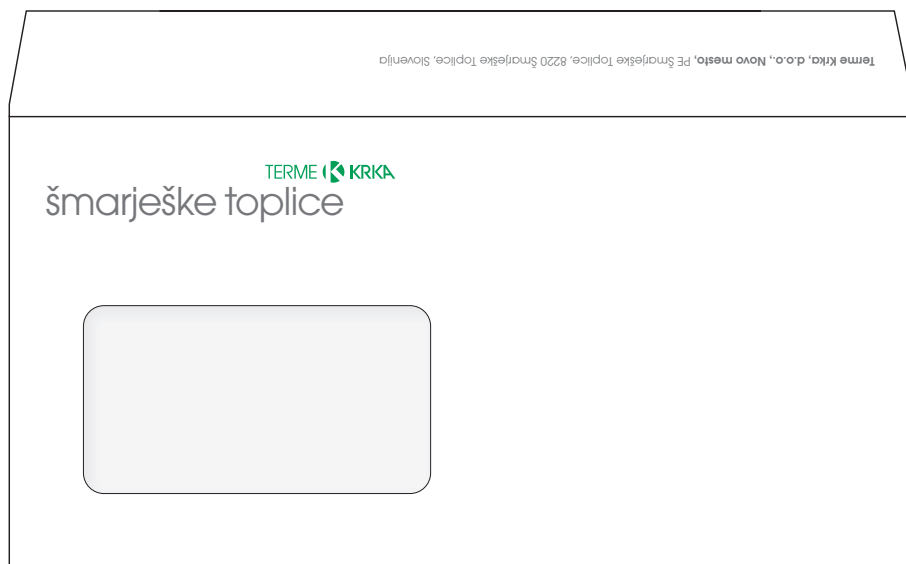 Terme Krka, d.o.o., Novo mesto, PE Šmarješke Toplice, 8220 Šmarješke Toplice, Slovenija
TERME KRKA
šmarješke toplice